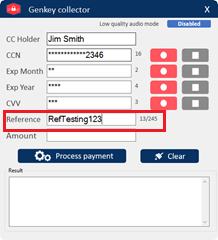 Genkey collector X
Low quality audio mode Disabled
CC Holder Jim Smith
CCN ************2346 16
Exp Month ** 2
Exp Year **** 4
CVV *** 3
Reference RefTesting123 13/245
Amount
Process payment Clear
Result